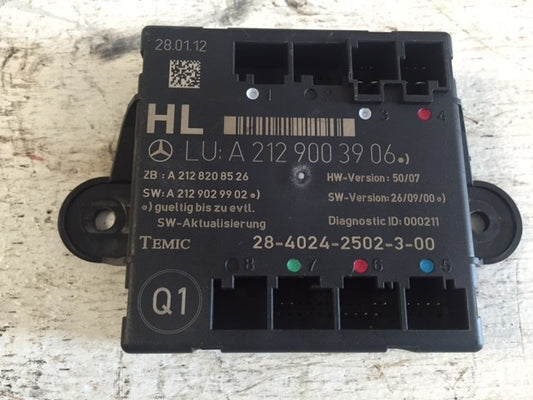 28.01.12
1 2
3 4
HL
LU: A 212 900 39 06•)
ZB : A 212 820 85 26
HW-Version: 50/07
SW: A 212 902 99 02•)
SW-Version: 26/09/00•)
•) gueltig bis zu evtl.
SW-Aktualisierung
Diagnostic ID: 000211
TEMIC
28-4024-2502-3-00
8 7 6 5
Q1